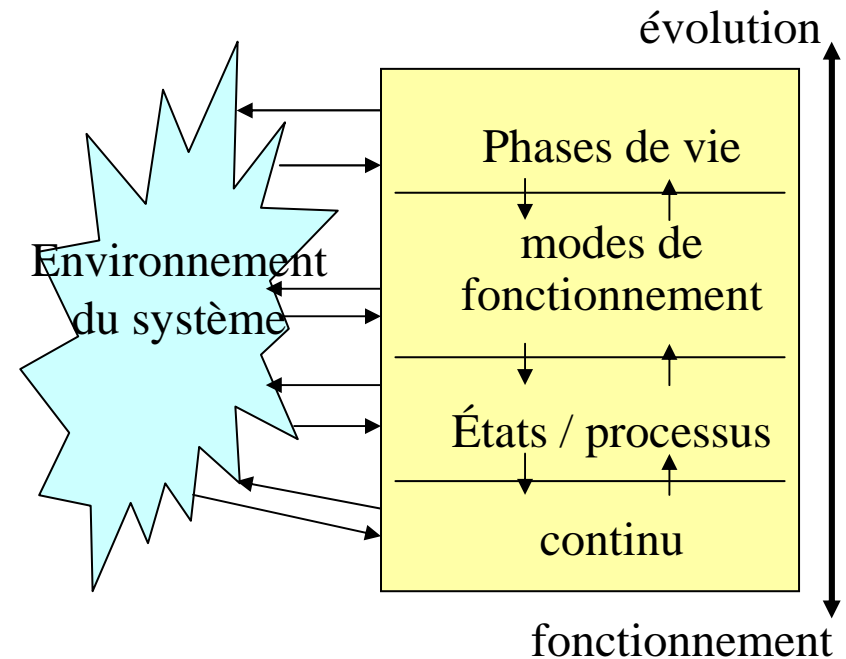 évolution
Phases de vie
Environnement
du système
modes de
fonctionnement
États / processus
continu
fonctionnement